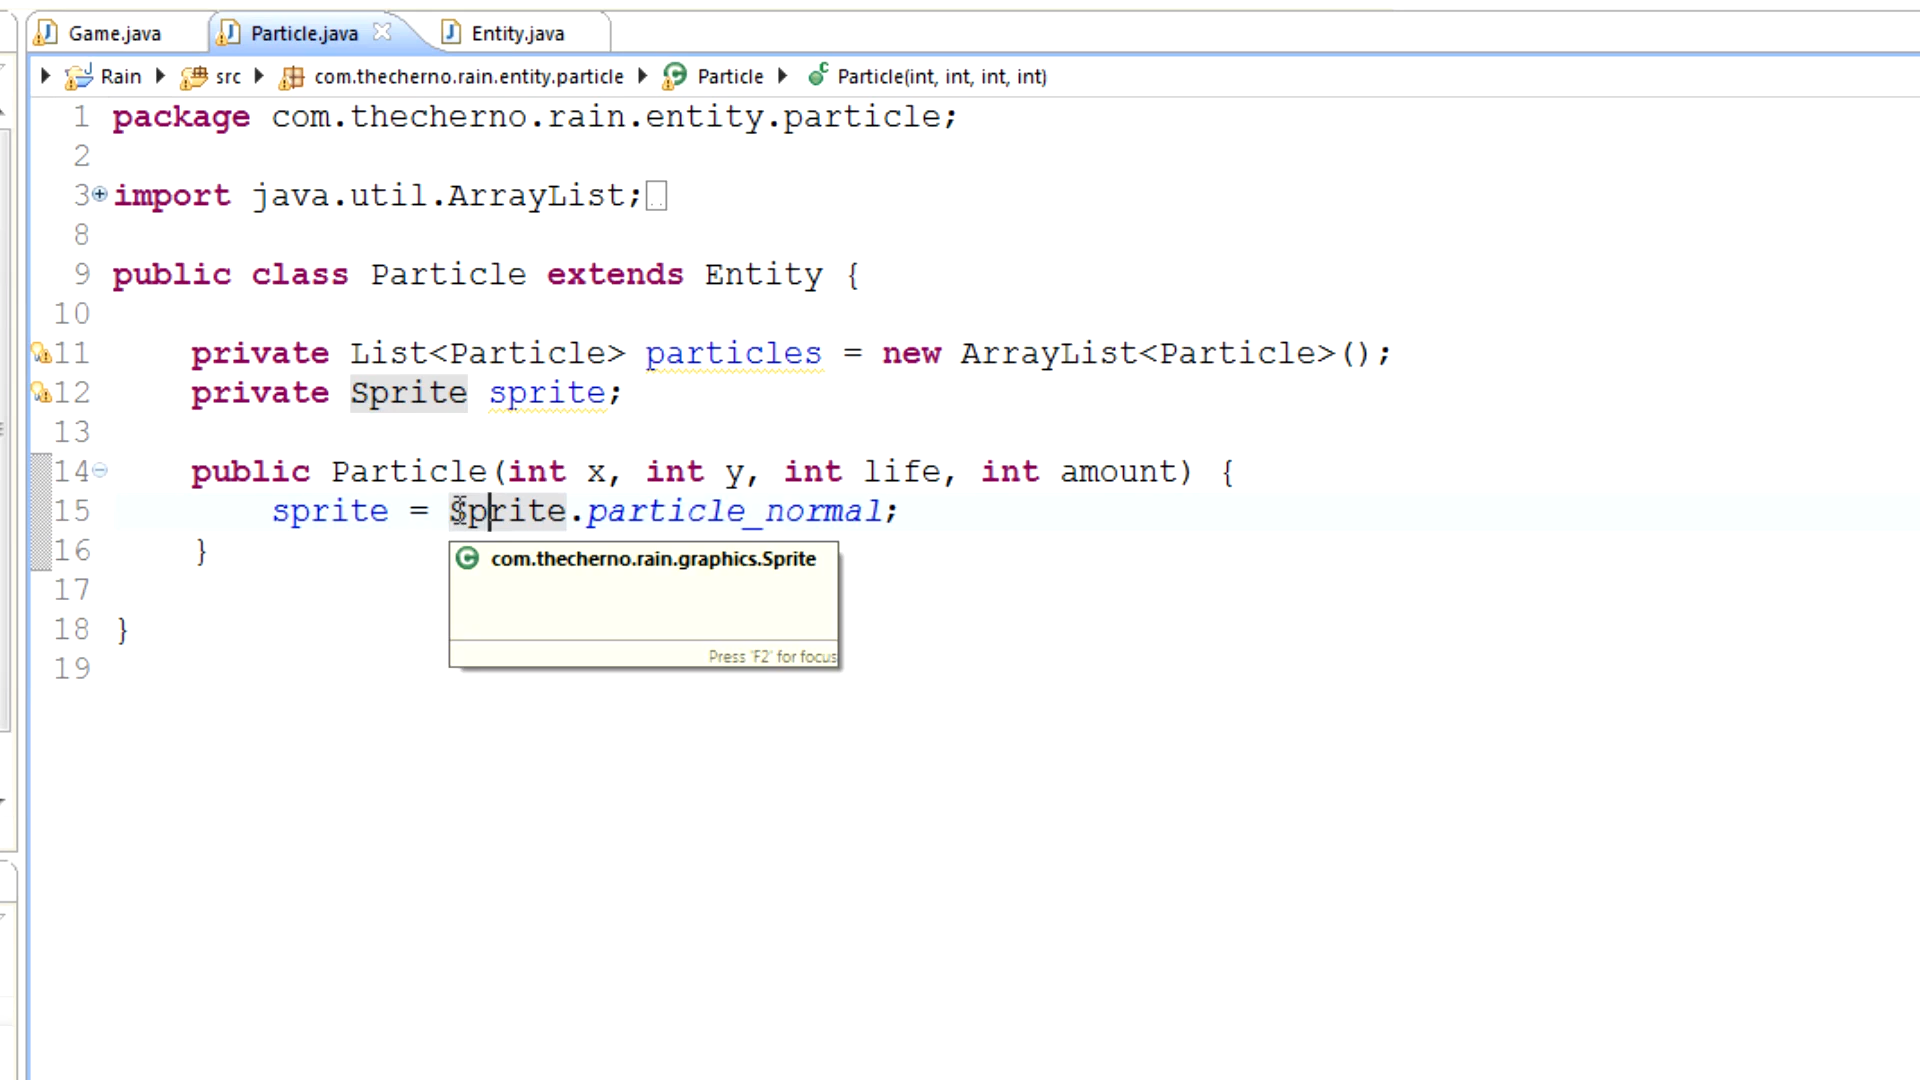 Game.java Particle.java Entity.java
Rain src com.thecherno.rain.entity.particle Particle Particle(int, int, int, int)
1 package com.thecherno.rain.entity.particle;
2
3 import java.util.ArrayList;
8
9 public class Particle extends Entity {
10
11 private List<Particle> particles = new ArrayList<Particle>();
12 private Sprite sprite;
13
14 public Particle(int x, int y, int life, int amount) {
15 sprite = Sprite.particle_normal;
16 }
com.thecherno.rain.graphics.Sprite
17
18 }
Press 'F2' for focus
19